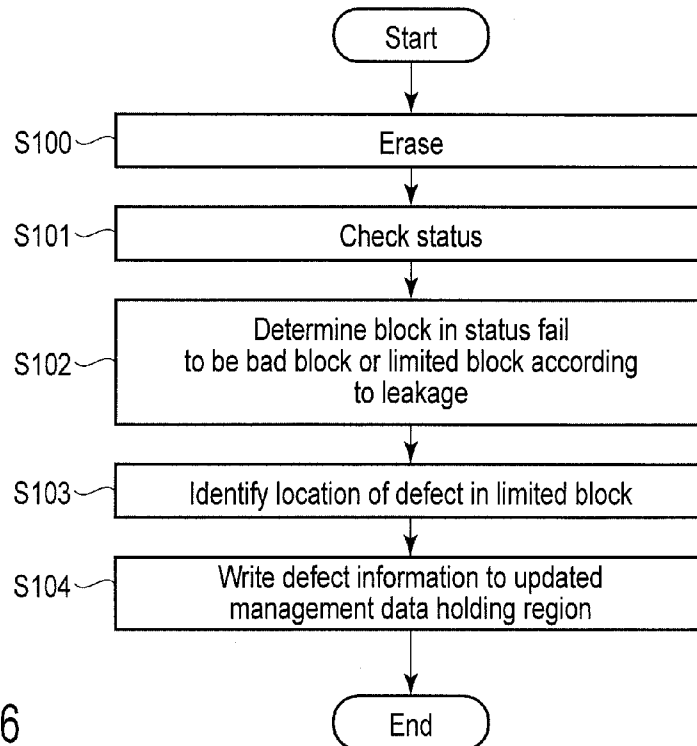 Start
S100
Erase
S101
Check status
S102
Determine block in status fail
to be bad block or limited block according
to leakage
S103
Identify location of defect in limited block
S104
Write defect information to updated
management data holding region
End
6